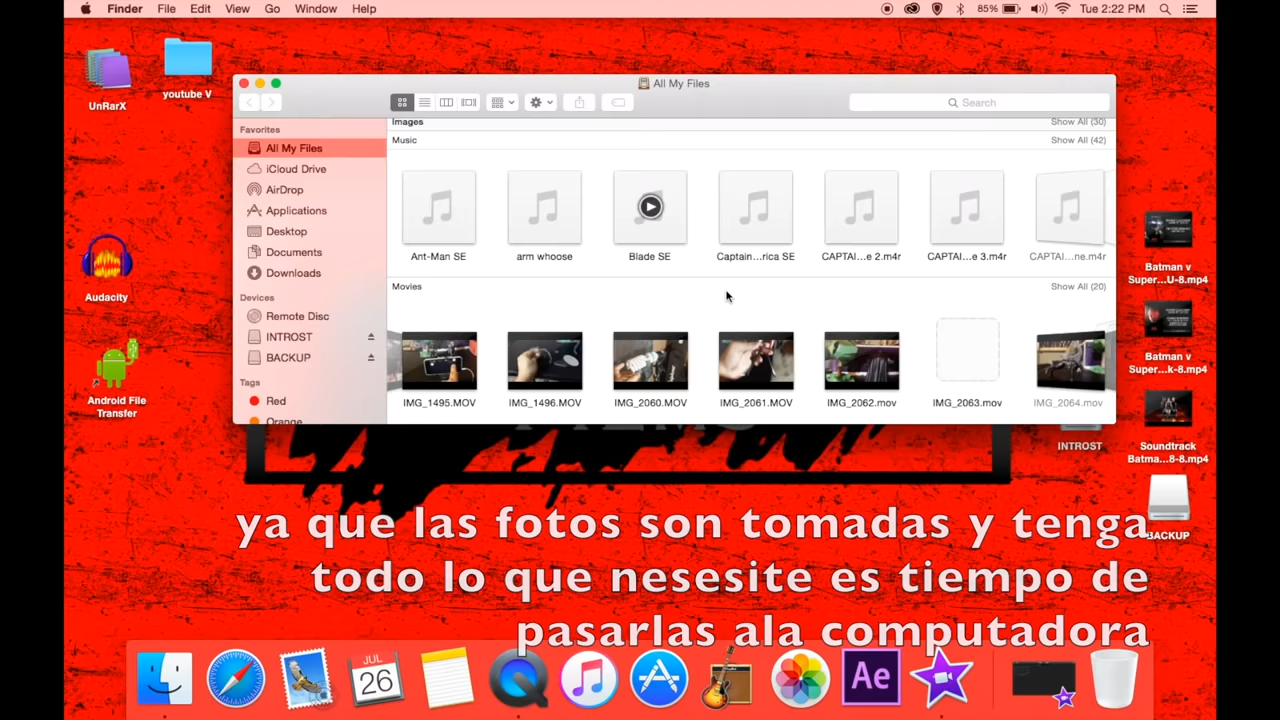 Finder File Edit View Go Window Help
85% Tue 2:22 PM
UnRarX
youtube V
All My Files
Search
Favorites
All My Files
iCloud Drive
AirDrop
Applications
Desktop
Documents
Downloads
Devices
Remote Disc
INTROST
BACKUP
Tags
Red
Orange
Images Show All (30)
Music Show All (42)
Ant-Man SE arm whoose Blade SE Captain...rica SE CAPTAI...e 2.m4r CAPTAI...e 3.m4r CAPTA...ne.m4r
Movies Show All (20)
IMG_1495.MOV IMG_1496.MOV IMG_2060.MOV IMG_2061.MOV IMG_2062.mov IMG_2063.mov IMG_2064.mov
Audacity
Android File
Transfer
Batman v
Super...U-8.mp4
Batman v
Super...k-8.mp4
INTROST
Soundtrack
Batma...8-8.mp4
BACKUP
ya que las fotos son tomadas y tenga
todo lo que nesesite es tiempo de
pasarlas ala computadora
JUL
26
Ae